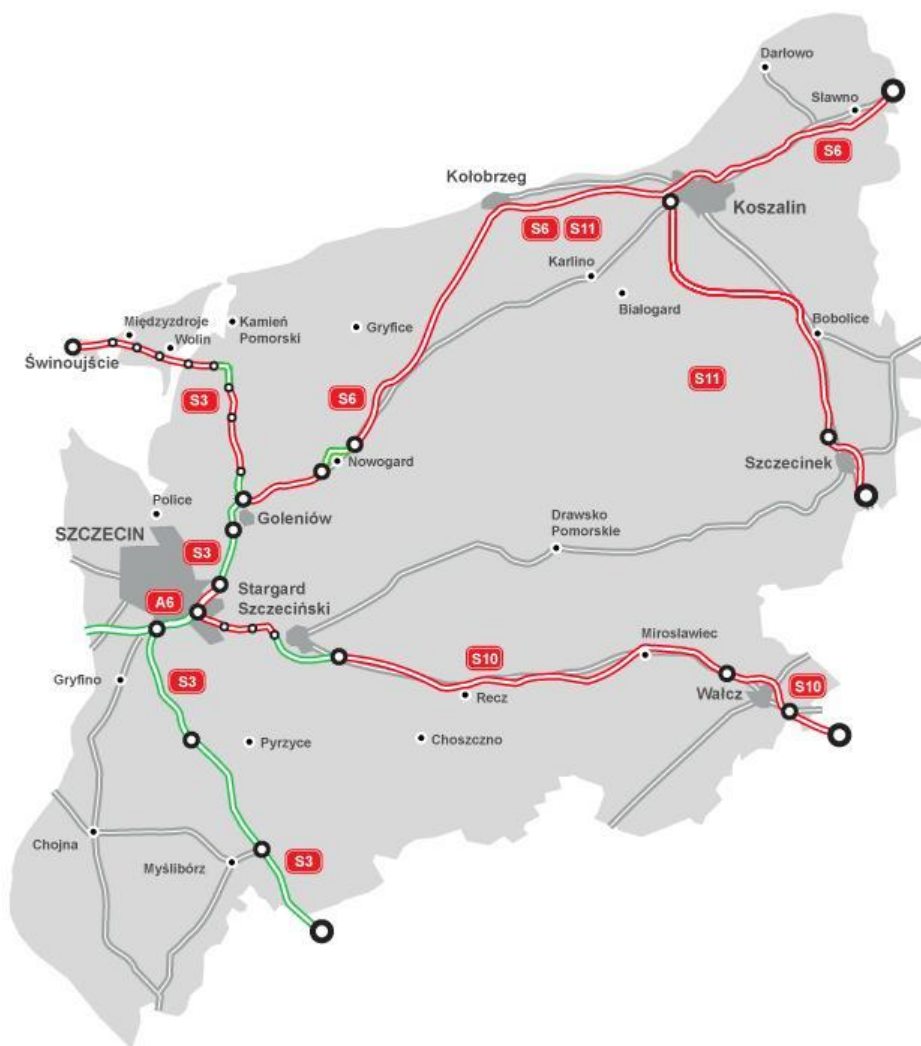 Darłowo
Sławno
S6
Kołobrzeg
Koszalin
S6 S11
Karlino
Białogard
Międzyzdroje
Wolin
Kamień
Pomorski
Gryfice
Bobolice
Świnoujście
S3
S6
S11
Nowogard
Szczecinek
Police
Goleniów
Drawsko
Pomorskie
SZCZECIN
S3
Stargard
Szczeciński
A6
Mirosławiec
S10
Gryfino
S3
Recz
Wałcz
S10
Pyrzyce
Choszczno
Chojna
Myślibórz
S3